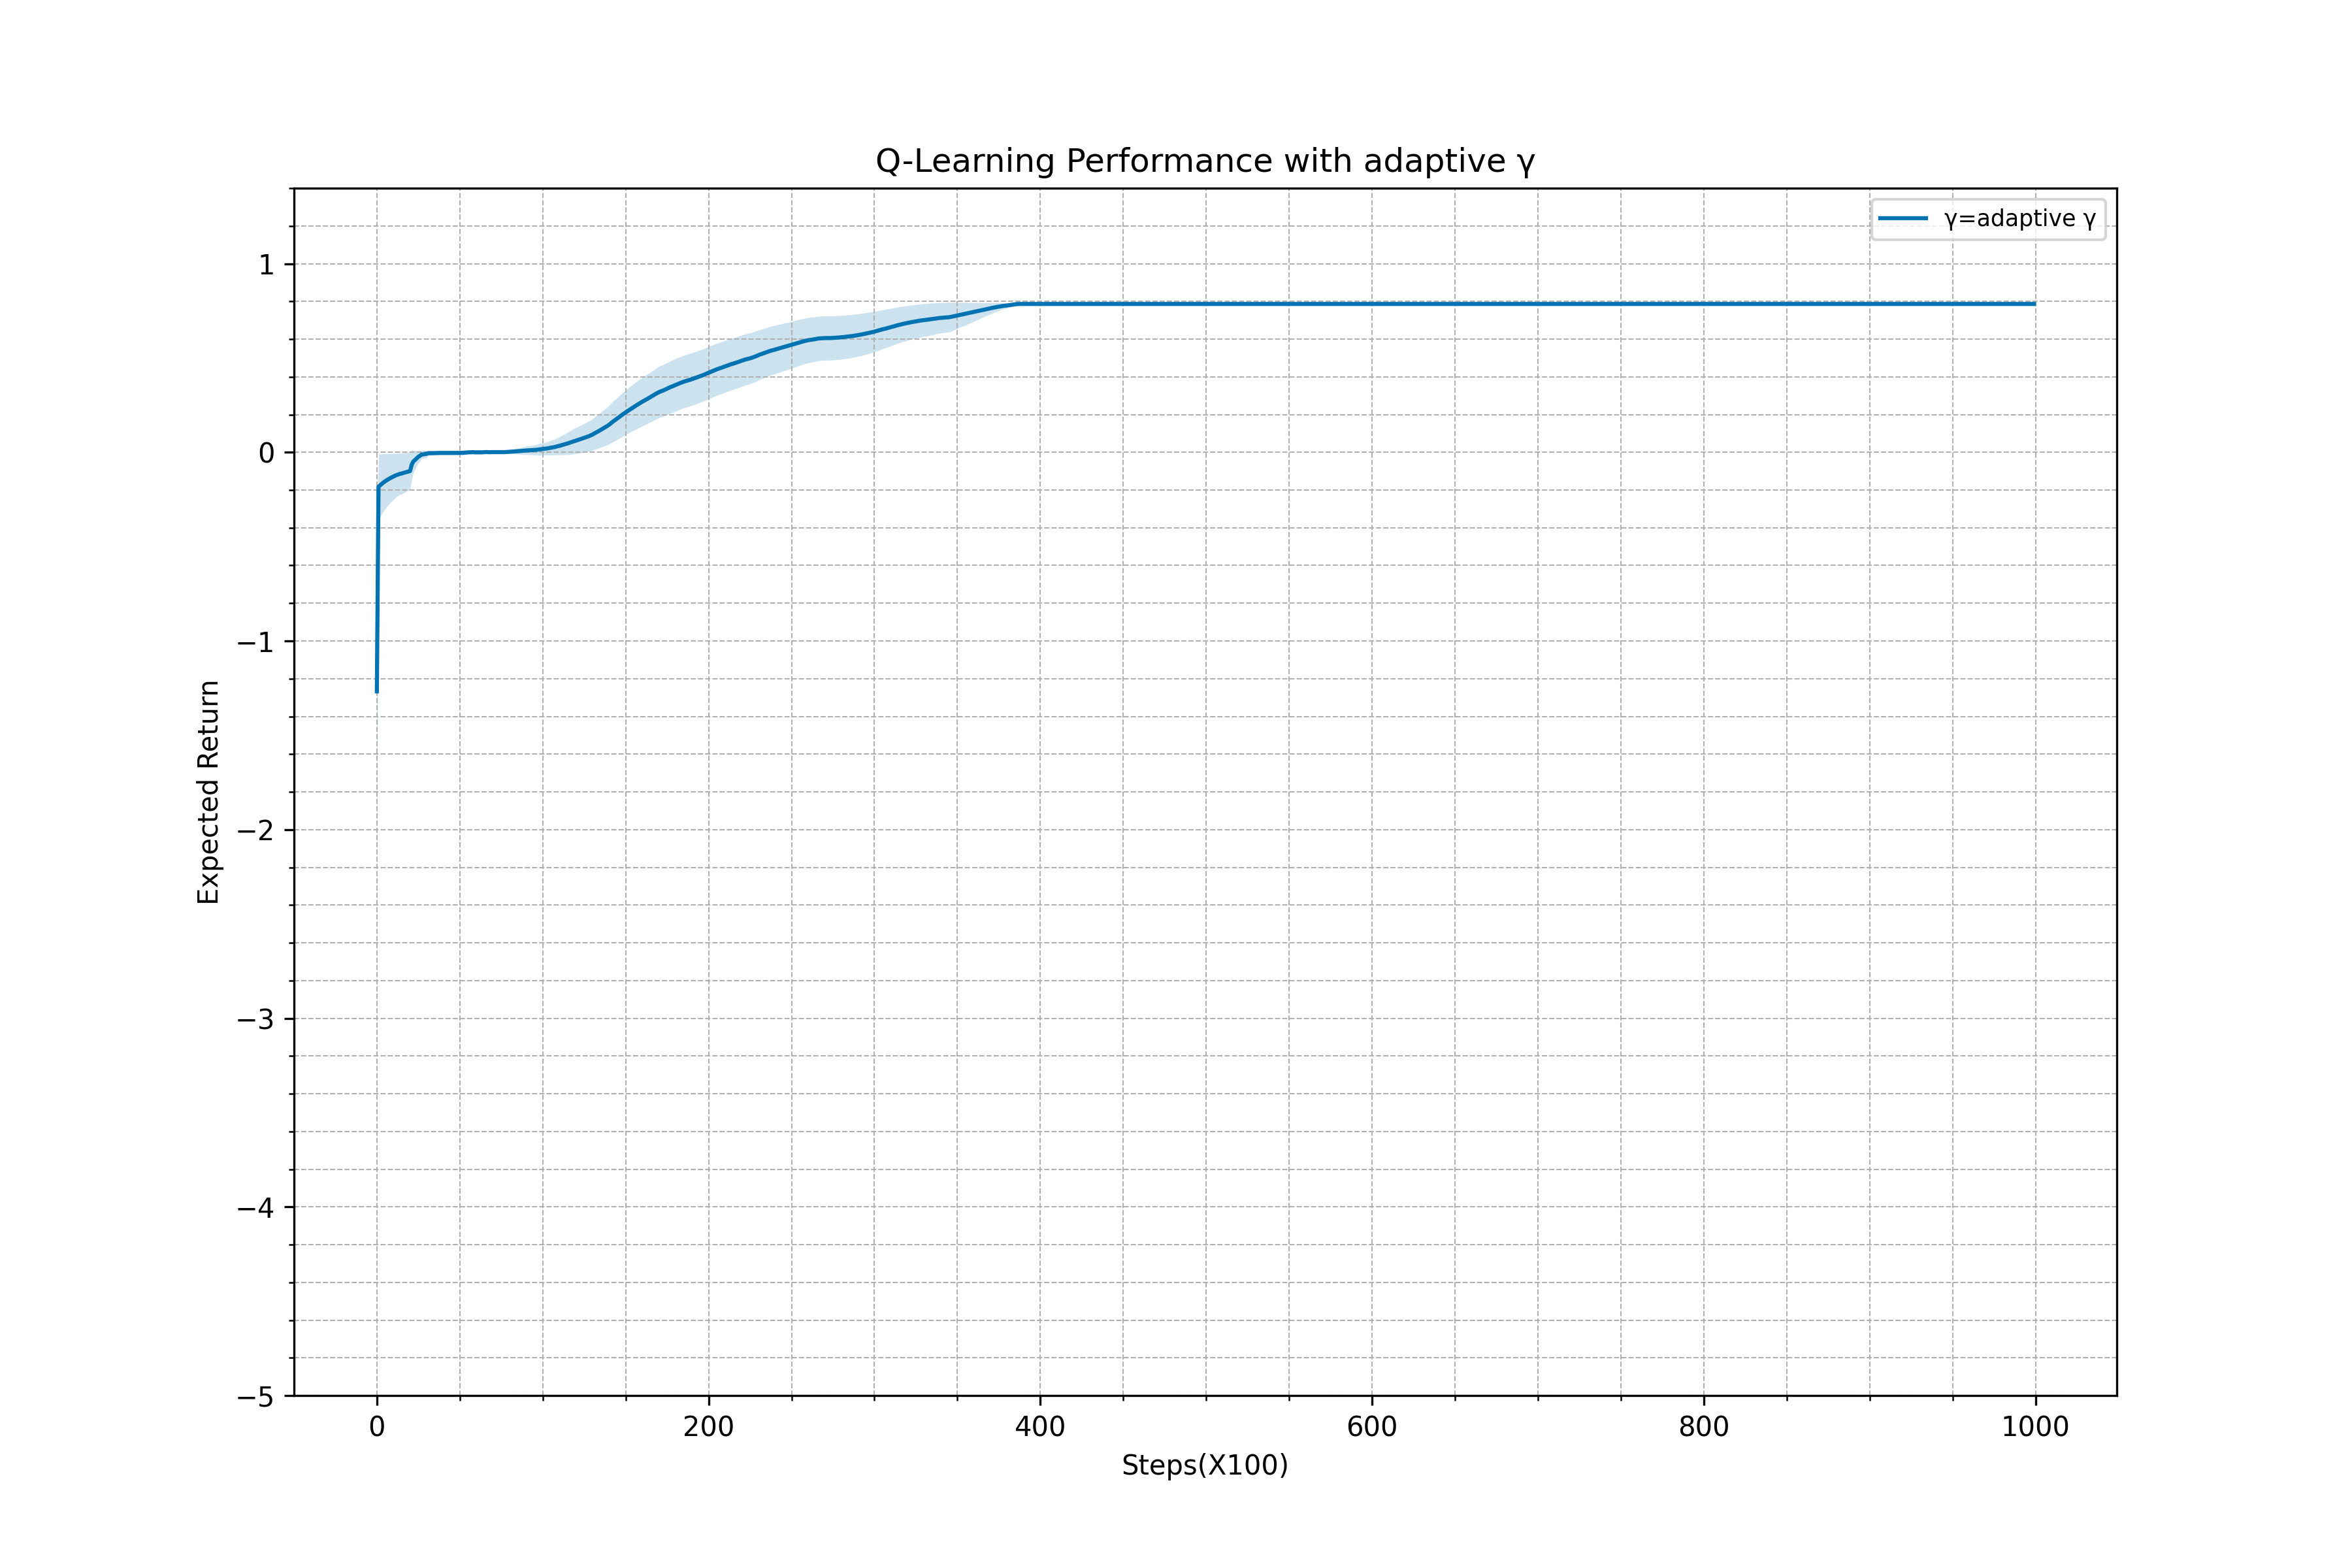 Q-Learning Performance with adaptive γ
γ=adaptive γ
1
0
−1
−2
−3
−4
−5
Expected Return
0 200 400 600 800 1000
Steps(X100)